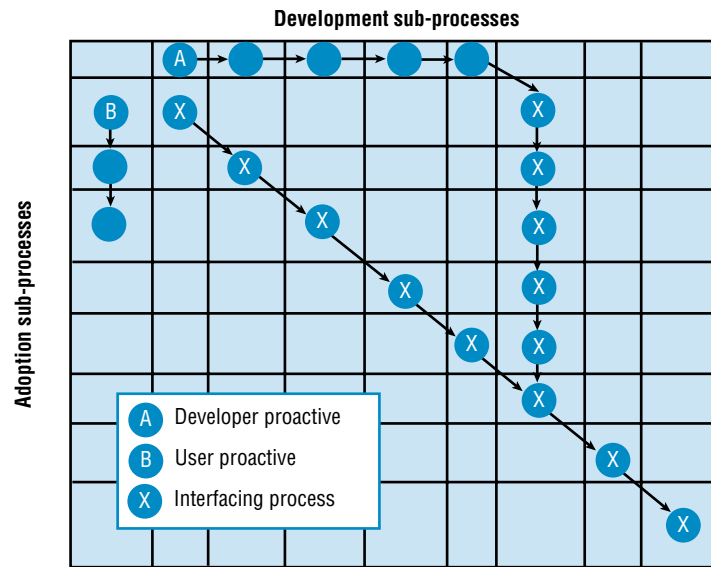 Development sub-processes
Adoption sub-processes
A
B
X
X
X
X
X
X
X
X
X
X
X
X
X
A Developer proactive
B User proactive
X Interfacing process